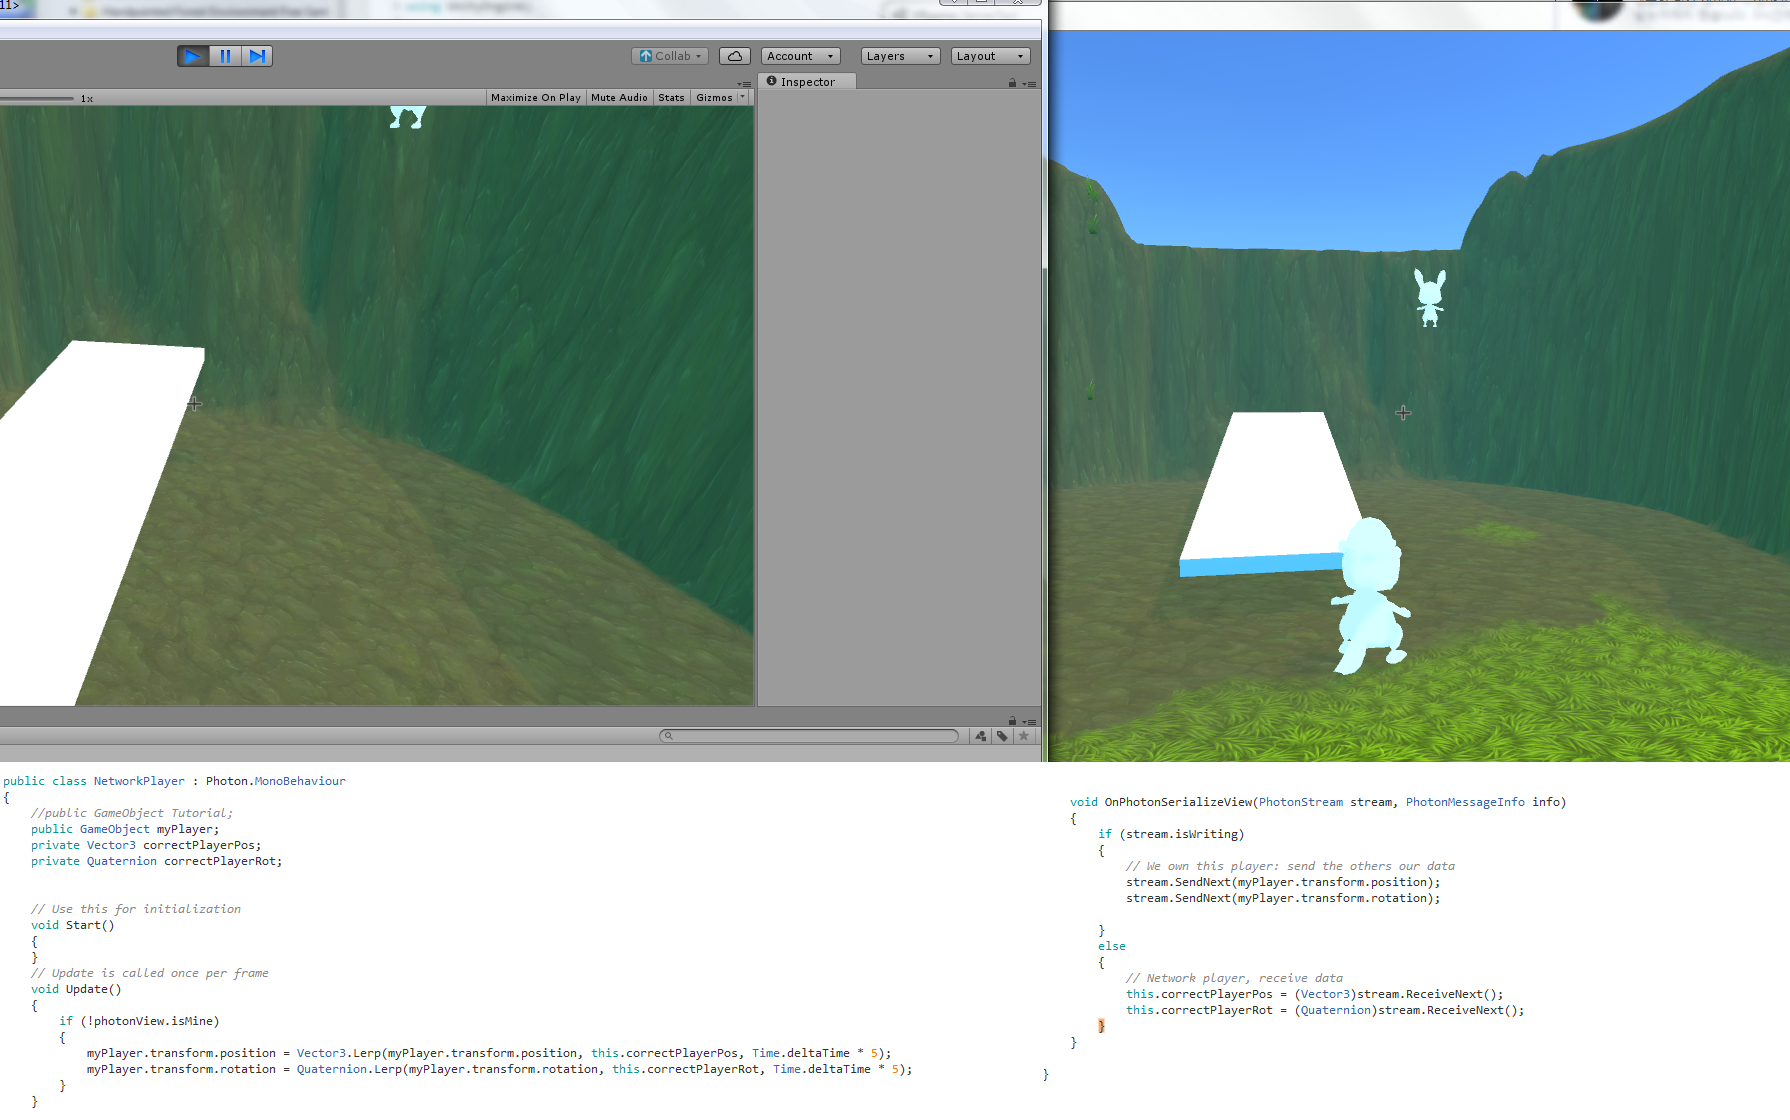 11>
Collab
Account
Layers
Layout
Inspector
1x
Maximize On Play
Mute Audio
Stats
Gizmos
public class NetworkPlayer : Photon.MonoBehaviour
{
//public GameObject Tutorial;
public GameObject myPlayer;
private Vector3 correctPlayerPos;
private Quaternion correctPlayerRot;
// Use this for initialization
void Start()
{
}
// Update is called once per frame
void Update()
{
if (!photonView.isMine)
{
myPlayer.transform.position = Vector3.Lerp(myPlayer.transform.position, this.correctPlayerPos, Time.deltaTime * 5);
myPlayer.transform.rotation = Quaternion.Lerp(myPlayer.transform.rotation, this.correctPlayerRot, Time.deltaTime * 5);
}
}
void OnPhotonSerializeView(PhotonStream stream, PhotonMessageInfo info)
{
if (stream.isWriting)
{
// We own this player: send the others our data
stream.SendNext(myPlayer.transform.position);
stream.SendNext(myPlayer.transform.rotation);
}
else
{
// Network player, receive data
this.correctPlayerPos = (Vector3)stream.ReceiveNext();
this.correctPlayerRot = (Quaternion)stream.ReceiveNext();
}
}
}